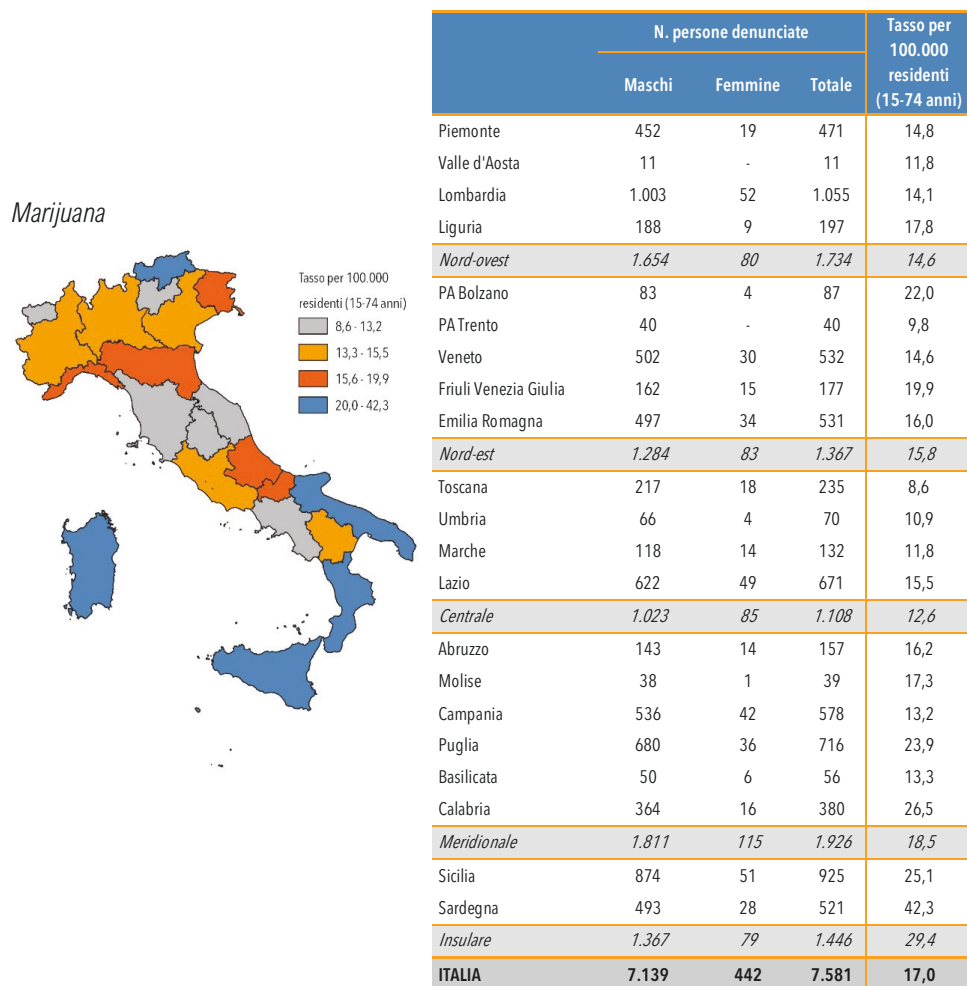 Marijuana
Tasso per 100.000
residenti (15-74 anni)
8,6 - 13,2
13,3 - 15,5
15,6 - 19,9
20,0 - 42,3
N. persone denunciate
Tasso per
100.000
residenti
(15-74 anni)
Maschi Femmine Totale
Piemonte 452 19 471 14,8
Valle d'Aosta 11 - 11 11,8
Lombardia 1.003 52 1.055 14,1
Liguria 188 9 197 17,8
Nord-ovest 1.654 80 1.734 14,6
PA Bolzano 83 4 87 22,0
PA Trento 40 - 40 9,8
Veneto 502 30 532 14,6
Friuli Venezia Giulia 162 15 177 19,9
Emilia Romagna 497 34 531 16,0
Nord-est 1.284 83 1.367 15,8
Toscana 217 18 235 8,6
Umbria 66 4 70 10,9
Marche 118 14 132 11,8
Lazio 622 49 671 15,5
Centrale 1.023 85 1.108 12,6
Abruzzo 143 14 157 16,2
Molise 38 1 39 17,3
Campania 536 42 578 13,2
Puglia 680 36 716 23,9
Basilicata 50 6 56 13,3
Calabria 364 16 380 26,5
Meridionale 1.811 115 1.926 18,5
Sicilia 874 51 925 25,1
Sardegna 493 28 521 42,3
Insulare 1.367 79 1.446 29,4
ITALIA 7.139 442 7.581 17,0